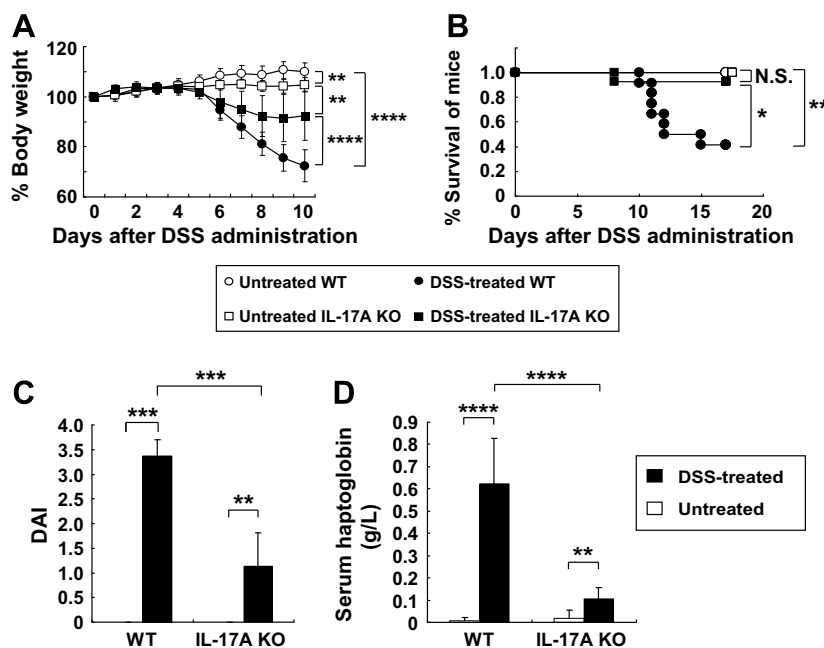 A
% Body weight
120
100
80
60
0 2 4 6 8 10
Days after DSS administration
**
**
****
****
B
% Survival of mice
1.0
0.8
0.6
0.4
0.2
0
0 5 10 15 20
Days after DSS administration
N.S.
*
**
Untreated WT
DSS-treated WT
Untreated IL-17A KO
DSS-treated IL-17A KO
C
DAI
4.0
3.5
3.0
2.5
2.0
1.5
1.0
0.5
0
***
***
**
WT IL-17A KO
D
Serum haptoglobin
(g/L)
0.9
0.8
0.7
0.6
0.5
0.4
0.3
0.2
0.1
0
****
****
**
WT IL-17A KO
DSS-treated
Untreated